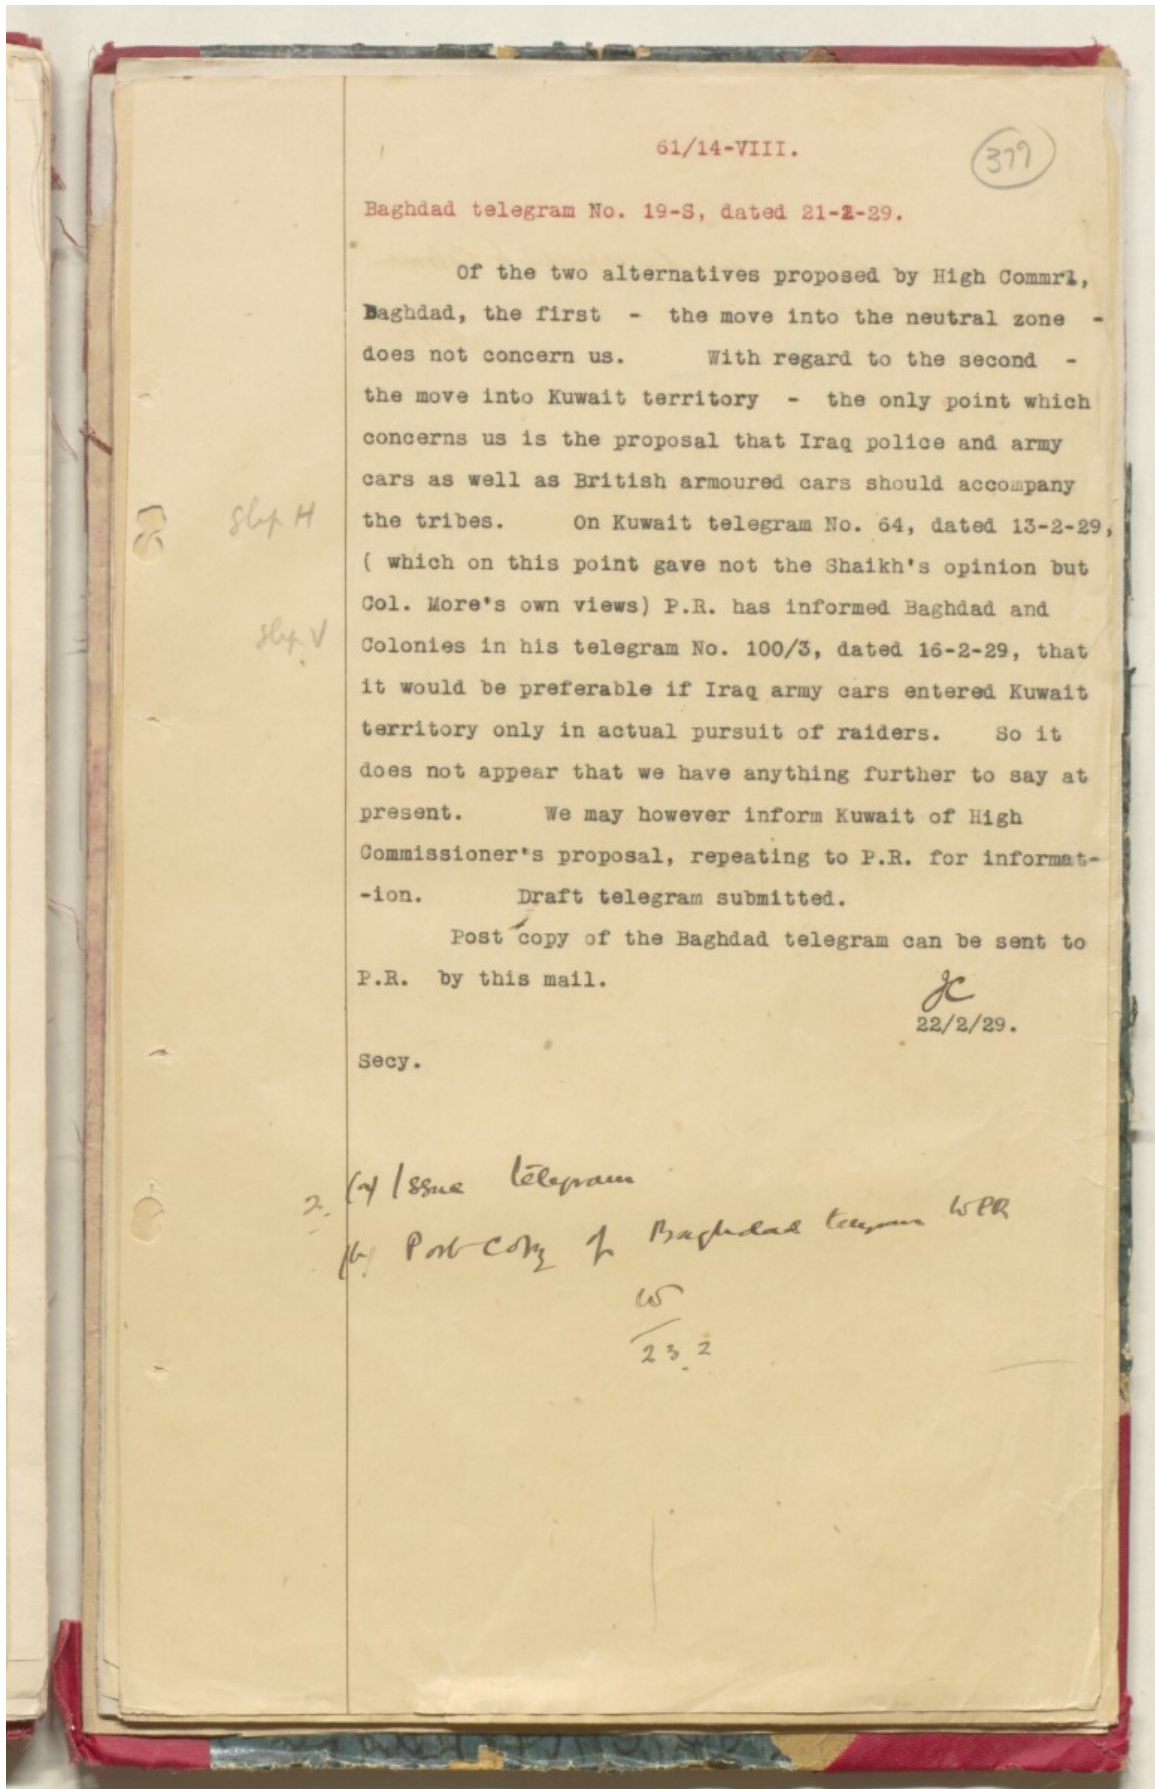 61/14-VIII.
377
Baghdad telegram No. 19-S, dated 21-2-29.
Of the two alternatives proposed by High Commr1,
Baghdad, the first - the move into the neutral zone -
does not concern us. With regard to the second -
the move into Kuwait territory - the only point which
concerns us is the proposal that Iraq police and army
cars as well as British armoured cars should accompany
slip H
the tribes. On Kuwait telegram No. 64, dated 13-2-29,
( which on this point gave not the Shaikh's opinion but
Col. More's own views) P.R. has informed Baghdad and
slip V
Colonies in his telegram No. 100/3, dated 16-2-29, that
it would be preferable if Iraq army cars entered Kuwait
territory only in actual pursuit of raiders. So it
does not appear that we have anything further to say at
present. We may however inform Kuwait of High
Commissioner's proposal, repeating to P.R. for informat-
-ion. Draft telegram submitted.
Post copy of the Baghdad telegram can be sent to
P.R. by this mail.
JC
22/2/29.
Secy.
2. (a) Issue telegram
(b) Post copy of Baghdad telegram to PR
23.2